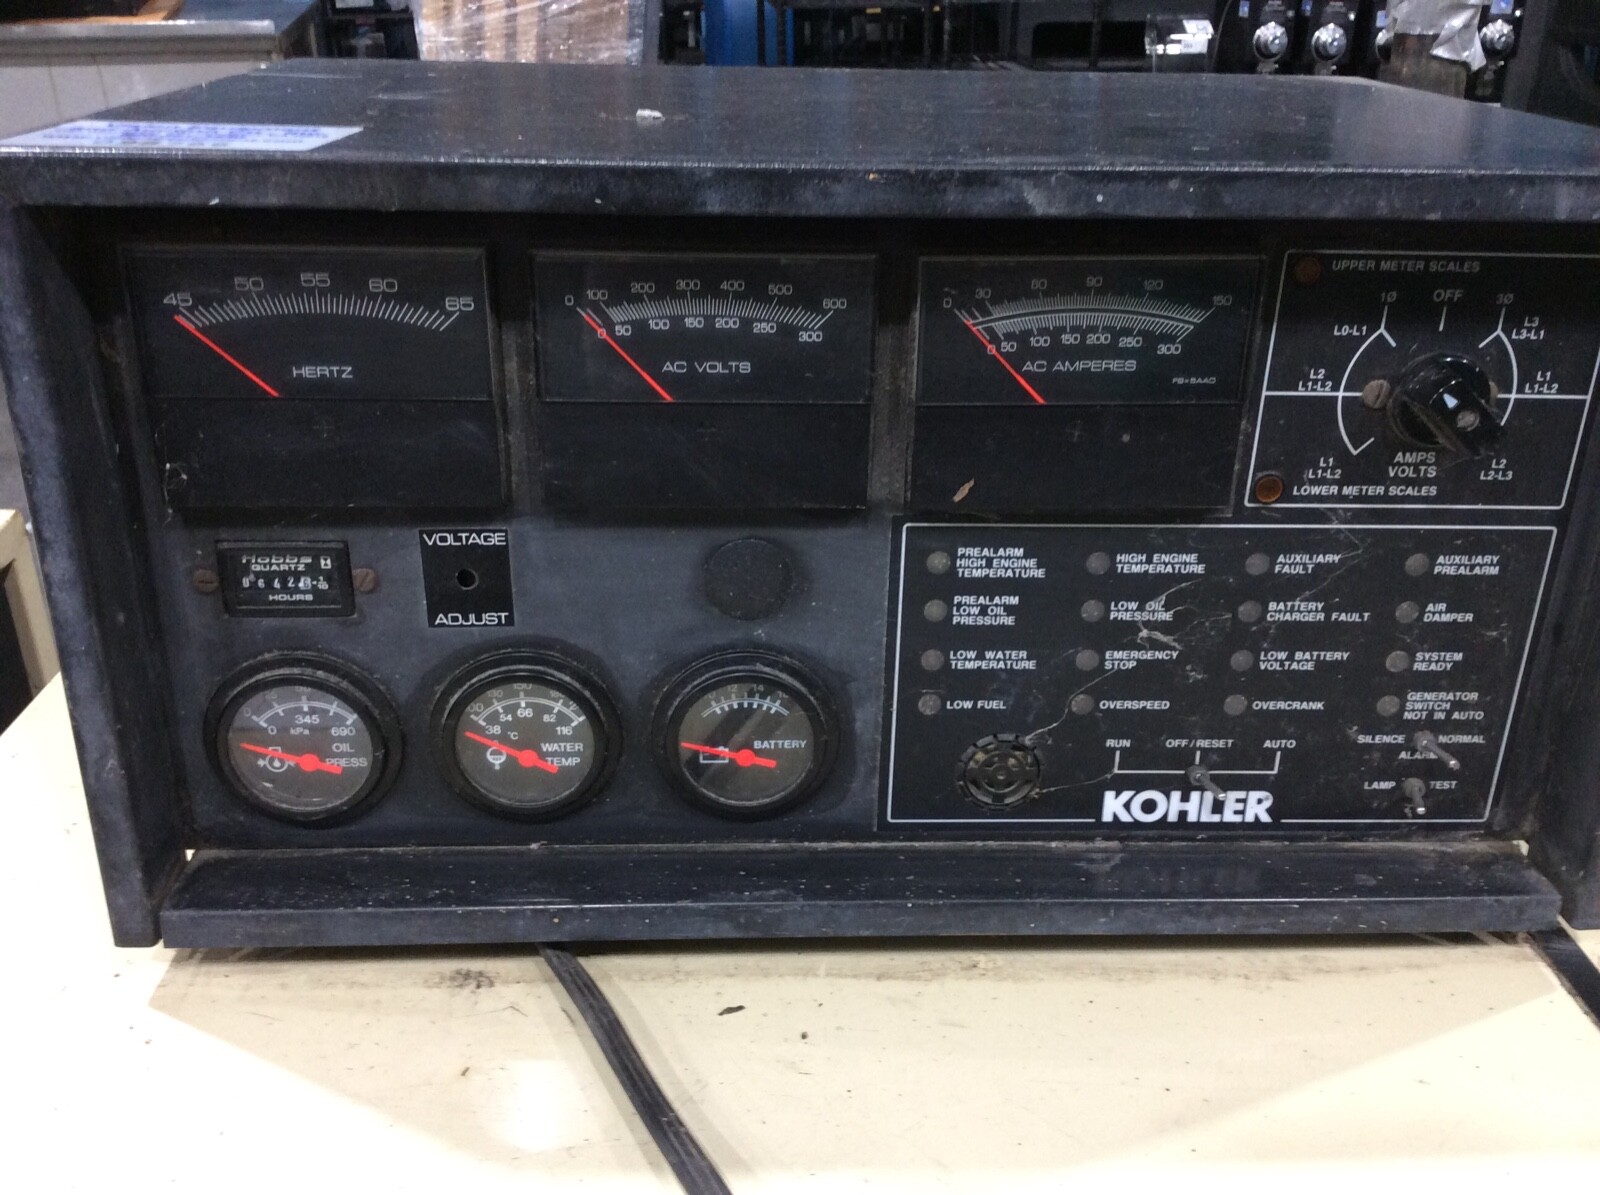 45 50 55 60 65
HERTZ
0 100 200 300 400 500 600
0 50 100 150 200 250 300
AC VOLTS
0 30 60 90 120 150
0 50 100 150 200 250 300
AC AMPERES
UPPER METER SCALES
1Ø OFF 3Ø
L0-L1
L3
L3-L1
L2
L1-L2
L1
L1-L2
L1
L1-L2
AMPS
VOLTS
L2
L2-L3
LOWER METER SCALES
Hobbs
QUARTZ
HOURS
VOLTAGE
ADJUST
0 345 690
kPa
OIL
PRESS
130 150
38 54 66 82 116
°C
WATER
TEMP
12 14
BATTERY
PREALARM
HIGH ENGINE
TEMPERATURE
HIGH ENGINE
TEMPERATURE
AUXILIARY
FAULT
AUXILIARY
PREALARM
PREALARM
LOW OIL
PRESSURE
LOW OIL
PRESSURE
BATTERY
CHARGER FAULT
AIR
DAMPER
LOW WATER
TEMPERATURE
EMERGENCY
STOP
LOW BATTERY
VOLTAGE
SYSTEM
READY
LOW FUEL
OVERSPEED
OVERCRANK
GENERATOR
SWITCH
NOT IN AUTO
RUN OFF/RESET AUTO
SILENCE NORMAL
ALARM
LAMP TEST
KOHLER